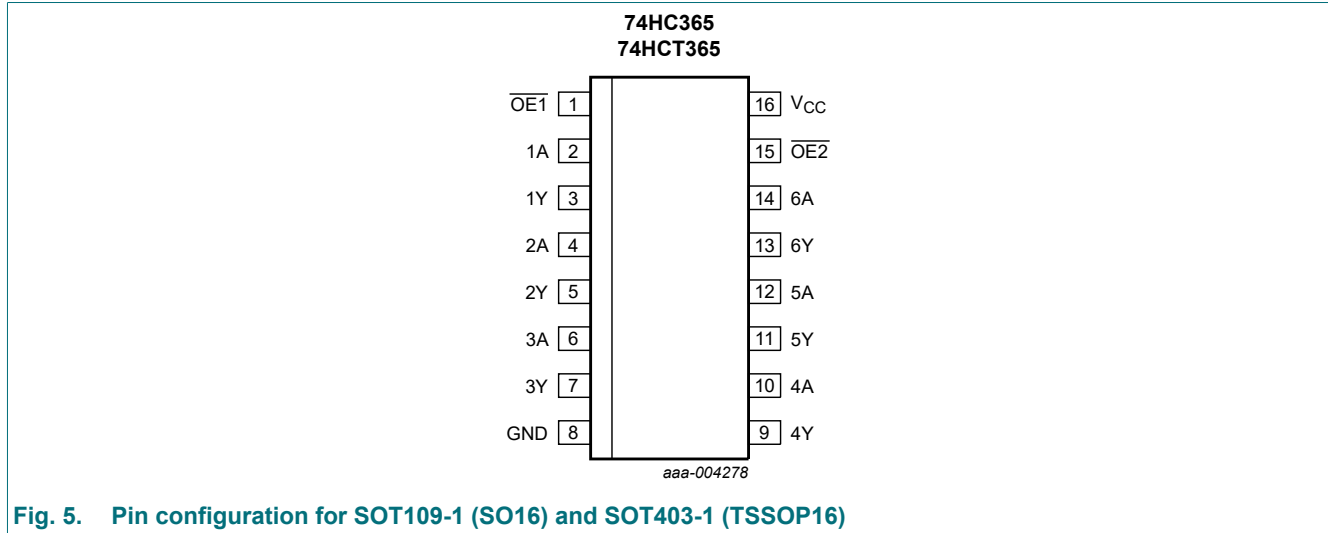 74HC365
74HCT365
OE1 1 16 VCC
1A 2 15 OE2
1Y 3 14 6A
2A 4 13 6Y
2Y 5 12 5A
3A 6 11 5Y
3Y 7 10 4A
GND 8 9 4Y
aaa-004278
Fig. 5. Pin configuration for SOT109-1 (SO16) and SOT403-1 (TSSOP16)